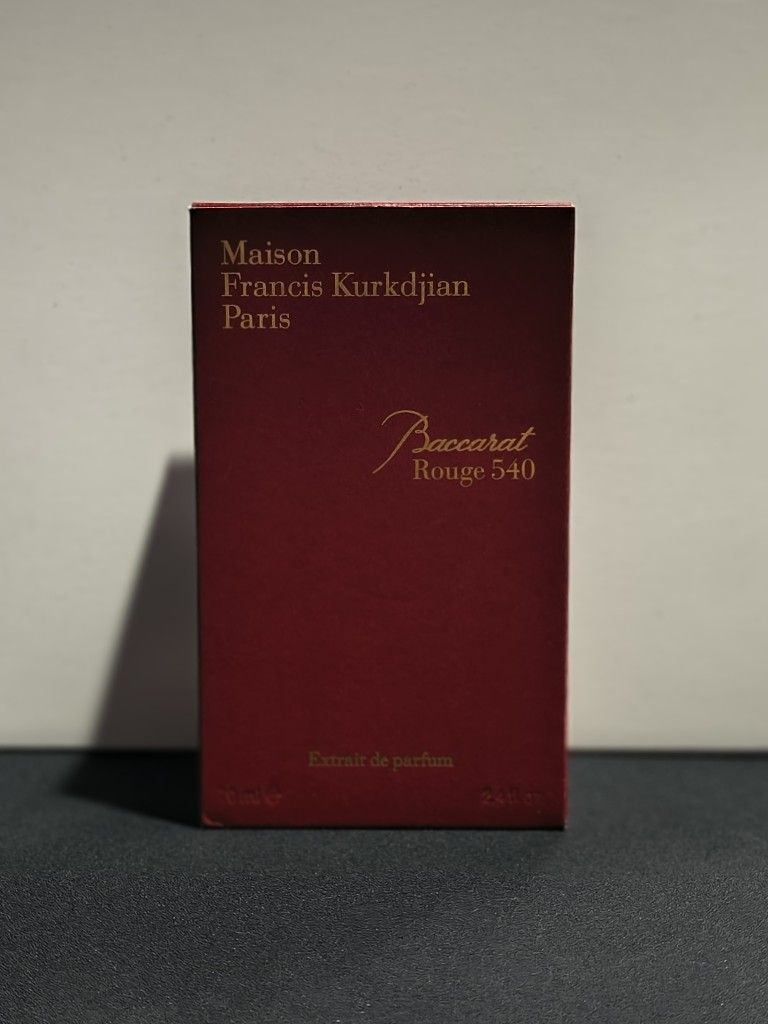 Maison
Francis Kurkdjian
Paris
Baccarat
Rouge 540
Extrait de parfum